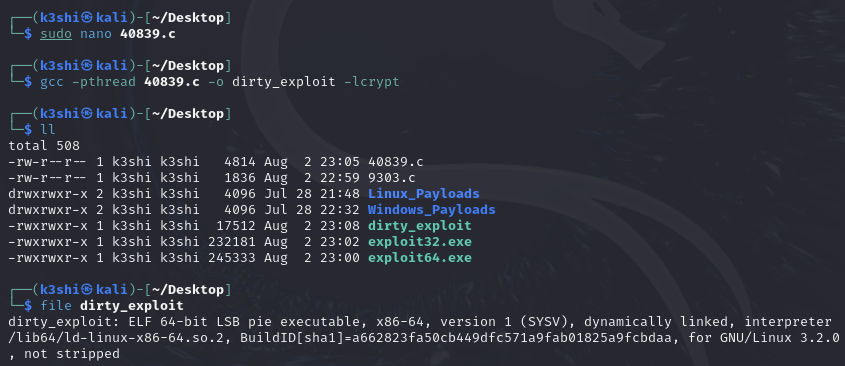 ┌──(k3shi㉿kali)-[~/Desktop]
└─$ sudo nano 40839.c
┌──(k3shi㉿kali)-[~/Desktop]
└─$ gcc -pthread 40839.c -o dirty_exploit -lcrypt
┌──(k3shi㉿kali)-[~/Desktop]
└─$ ll
total 508
-rw-r--r-- 1 k3shi k3shi   4814 Aug  2 23:05 40839.c
-rw-r--r-- 1 k3shi k3shi   1836 Aug  2 22:59 9303.c
drwxrwxr-x 2 k3shi k3shi   4096 Jul 28 21:48 Linux_Payloads
drwxrwxr-x 2 k3shi k3shi   4096 Jul 28 22:32 Windows_Payloads
-rwxrwxr-x 1 k3shi k3shi  17512 Aug  2 23:08 dirty_exploit
-rwxrwxr-x 1 k3shi k3shi 232181 Aug  2 23:02 exploit32.exe
-rwxrwxr-x 1 k3shi k3shi 245333 Aug  2 23:00 exploit64.exe
┌──(k3shi㉿kali)-[~/Desktop]
└─$ file dirty_exploit
dirty_exploit: ELF 64-bit LSB pie executable, x86-64, version 1 (SYSV), dynamically linked, interpreter
/lib64/ld-linux-x86-64.so.2, BuildID[sha1]=a662823fa50cb449dfc571a9fab01825a9fcbdaa, for GNU/Linux 3.2.0
, not stripped